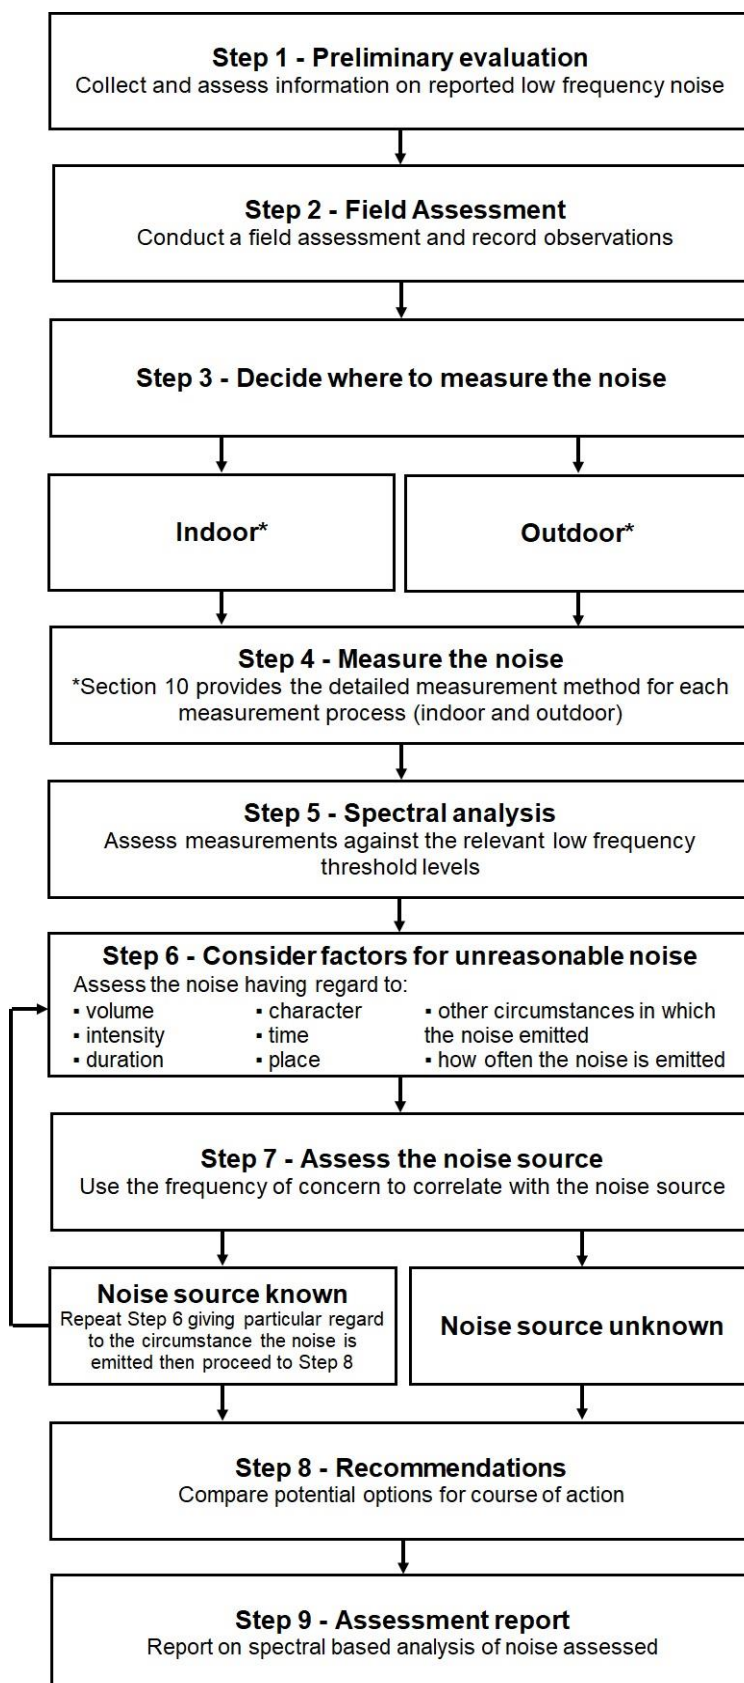 Step 1 - Preliminary evaluation
Collect and assess information on reported low frequency noise
Step 2 - Field Assessment
Conduct a field assessment and record observations
Step 3 - Decide where to measure the noise
Indoor*
Outdoor*
Step 4 - Measure the noise
*Section 10 provides the detailed measurement method for each
measurement process (indoor and outdoor)
Step 5 - Spectral analysis
Assess measurements against the relevant low frequency
threshold levels
Step 6 - Consider factors for unreasonable noise
Assess the noise having regard to:
▪ volume
▪ intensity
▪ duration
▪ character
▪ time
▪ place
▪ other circumstances in which
the noise emitted
▪ how often the noise is emitted
Step 7 - Assess the noise source
Use the frequency of concern to correlate with the noise source
Noise source known
Repeat Step 6 giving particular regard
to the circumstance the noise is
emitted then proceed to Step 8
Noise source unknown
Step 8 - Recommendations
Compare potential options for course of action
Step 9 - Assessment report
Report on spectral based analysis of noise assessed